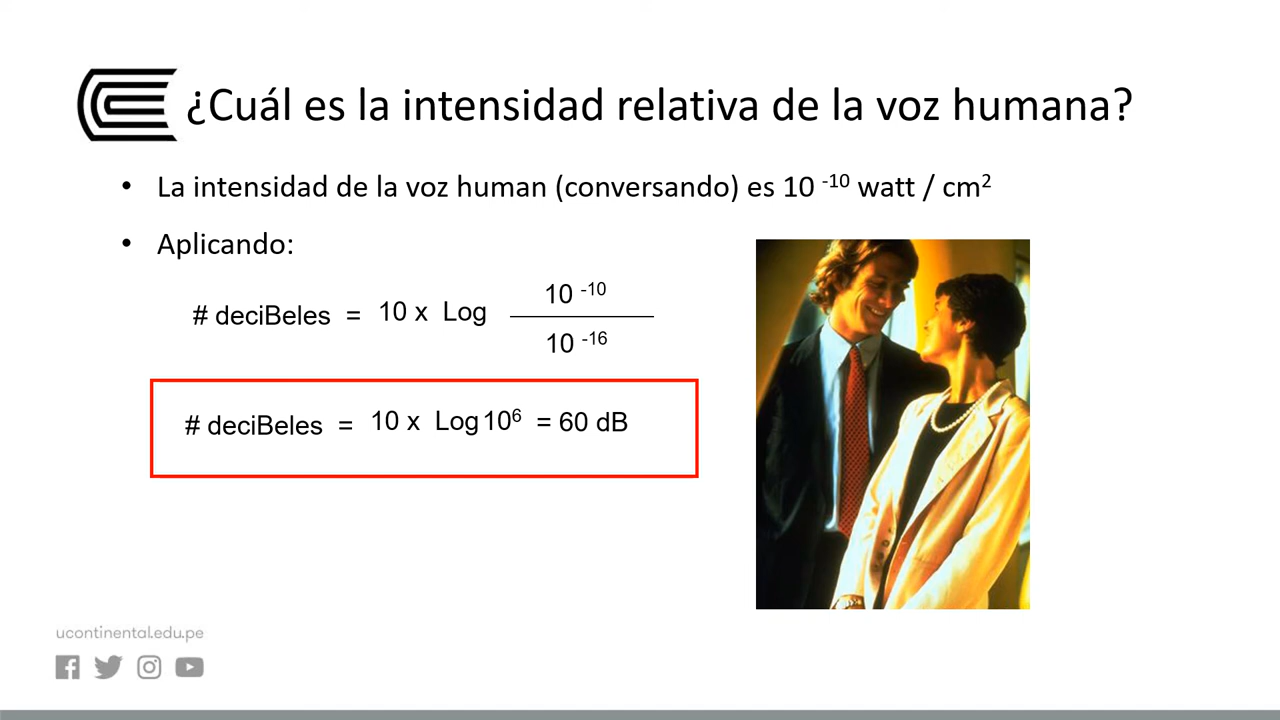 ¿Cuál es la intensidad relativa de la voz humana?
• La intensidad de la voz human (conversando) es 10 ⁻¹⁰ watt / cm²
• Aplicando:
# deciBeles = 10 x Log 10 ⁻¹⁰ / 10 ⁻¹⁶
# deciBeles = 10 x Log 10⁶ = 60 dB
ucontinental.edu.pe